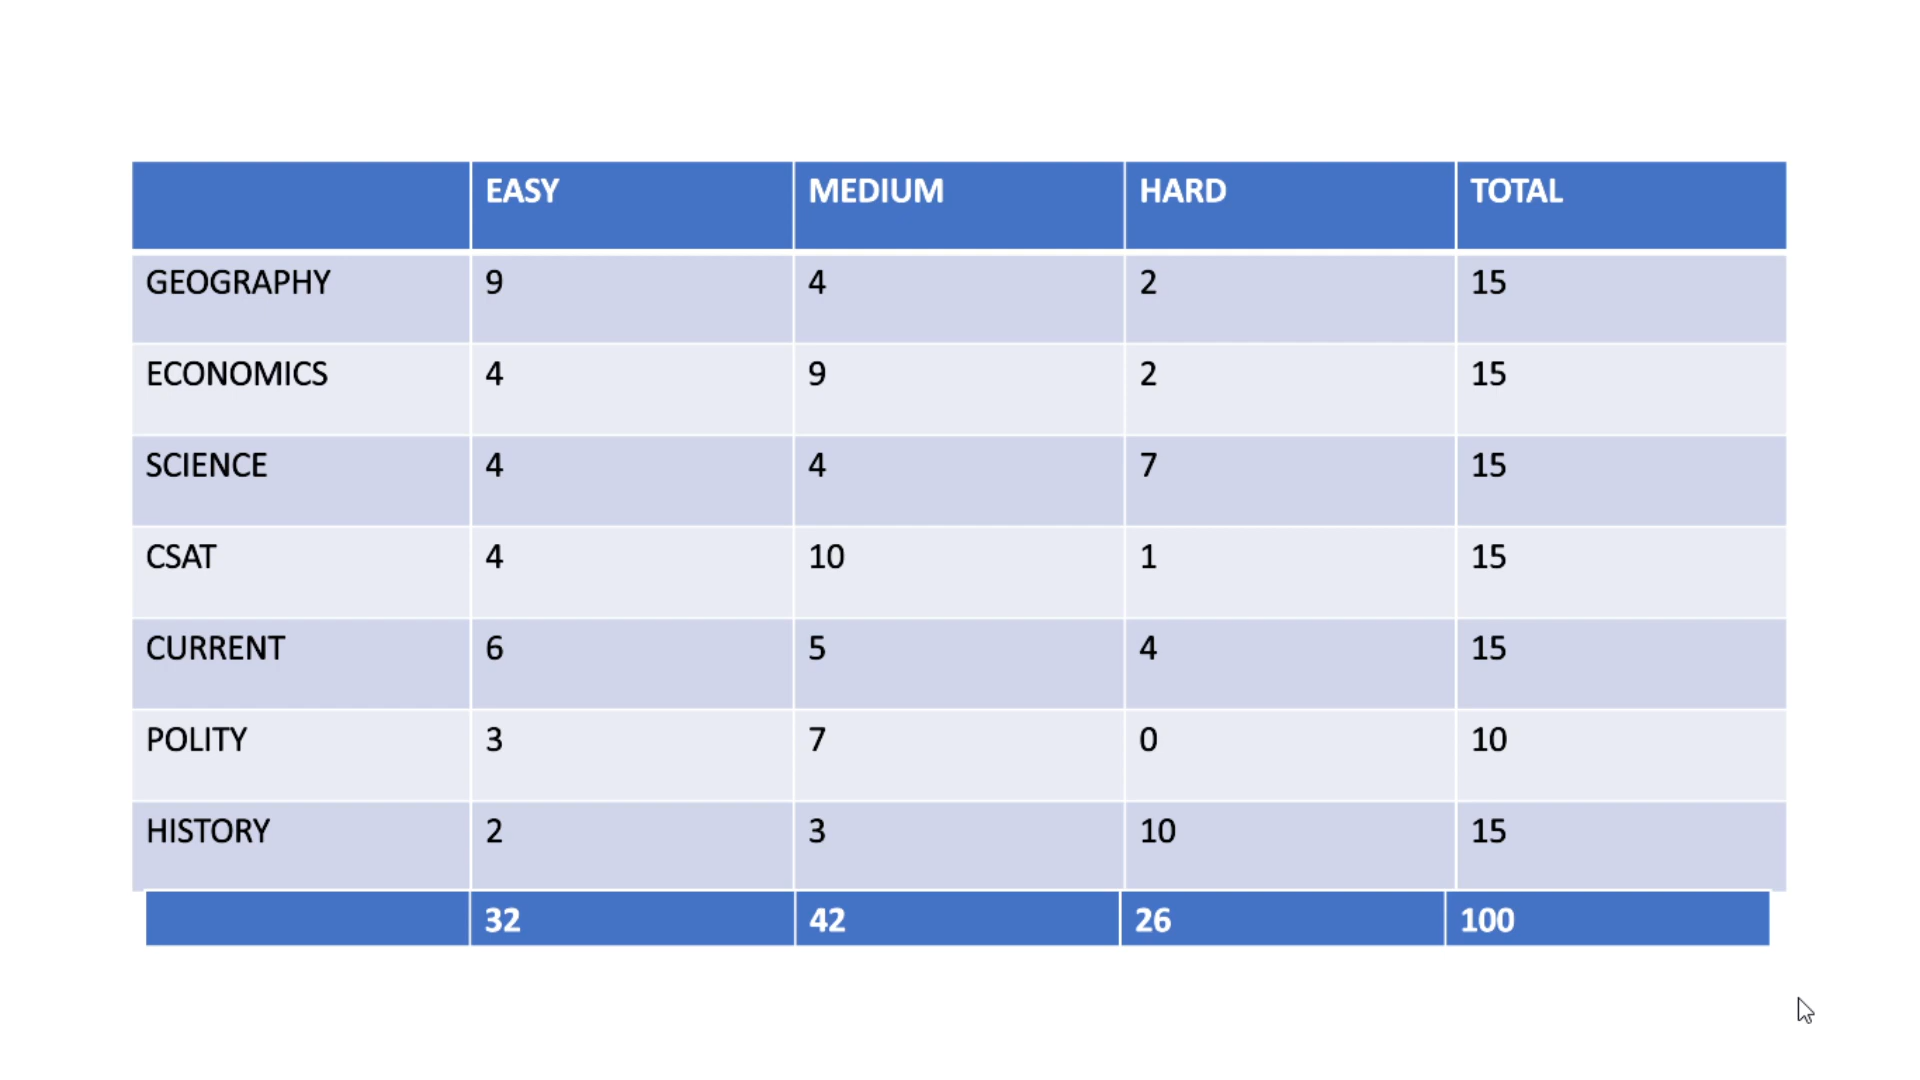 EASY MEDIUM HARD TOTAL
GEOGRAPHY 9 4 2 15
ECONOMICS 4 9 2 15
SCIENCE 4 4 7 15
CSAT 4 10 1 15
CURRENT 6 5 4 15
POLITY 3 7 0 10
HISTORY 2 3 10 15
32 42 26 100